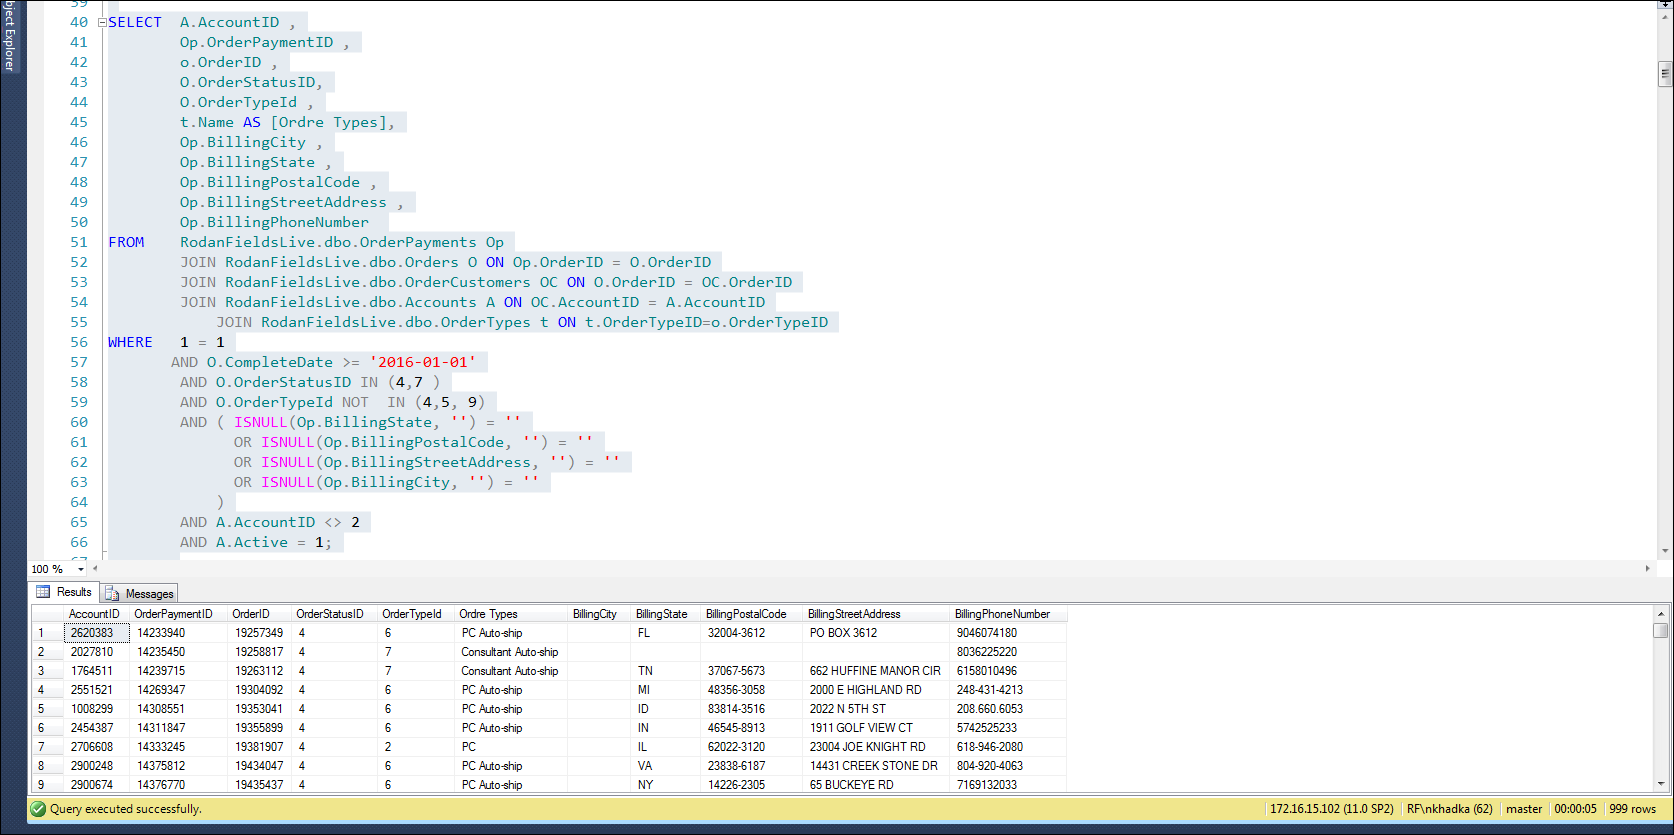 bject Explorer
39
40 SELECT A.AccountID ,
41 Op.OrderPaymentID ,
42 o.OrderID ,
43 O.OrderStatusID,
44 O.OrderTypeId ,
45 t.Name AS [Ordre Types],
46 Op.BillingCity ,
47 Op.BillingState ,
48 Op.BillingPostalCode ,
49 Op.BillingStreetAddress ,
50 Op.BillingPhoneNumber
51 FROM RodanFieldsLive.dbo.OrderPayments Op
52 JOIN RodanFieldsLive.dbo.Orders O ON Op.OrderID = O.OrderID
53 JOIN RodanFieldsLive.dbo.OrderCustomers OC ON O.OrderID = OC.OrderID
54 JOIN RodanFieldsLive.dbo.Accounts A ON OC.AccountID = A.AccountID
55 JOIN RodanFieldsLive.dbo.OrderTypes t ON t.OrderTypeID=o.OrderTypeID
56 WHERE 1 = 1
57 AND O.CompleteDate >= '2016-01-01'
58 AND O.OrderStatusID IN (4,7 )
59 AND O.OrderTypeId NOT IN (4,5, 9)
60 AND ( ISNULL(Op.BillingState, '') = ''
61 OR ISNULL(Op.BillingPostalCode, '') = ''
62 OR ISNULL(Op.BillingStreetAddress, '') = ''
63 OR ISNULL(Op.BillingCity, '') = ''
64 )
65 AND A.AccountID <> 2
66 AND A.Active = 1;
67
100 %
Results Messages
AccountID OrderPaymentID OrderID OrderStatusID OrderTypeId Ordre Types BillingCity BillingState BillingPostalCode BillingStreetAddress BillingPhoneNumber
1 2620383 14233940 19257349 4 6 PC Auto-ship FL 32004-3612 PO BOX 3612 9046074180
2 2027810 14235450 19258817 4 7 Consultant Auto-ship 8036225220
3 1764511 14239715 19263112 4 7 Consultant Auto-ship TN 37067-5673 662 HUFFINE MANOR CIR 6158010496
4 2551521 14269347 19304092 4 6 PC Auto-ship MI 48356-3058 2000 E HIGHLAND RD 248-431-4213
5 1008299 14308551 19353041 4 6 PC Auto-ship ID 83814-3516 2022 N 5TH ST 208.660.6053
6 2454387 14311847 19355899 4 6 PC Auto-ship IN 46545-8913 1911 GOLF VIEW CT 5742525233
7 2706608 14333245 19381907 4 2 PC IL 62022-3120 23004 JOE KNIGHT RD 618-946-2080
8 2900248 14375812 19434047 4 6 PC Auto-ship VA 23838-6187 14431 CREEK STONE DR 804-920-4063
9 2900674 14376770 19435437 4 6 PC Auto-ship NY 14226-2305 65 BUCKEYE RD 7169132033
Query executed successfully. 172.16.15.102 (11.0 SP2) RF\nkhadka (62) master 00:00:05 999 rows